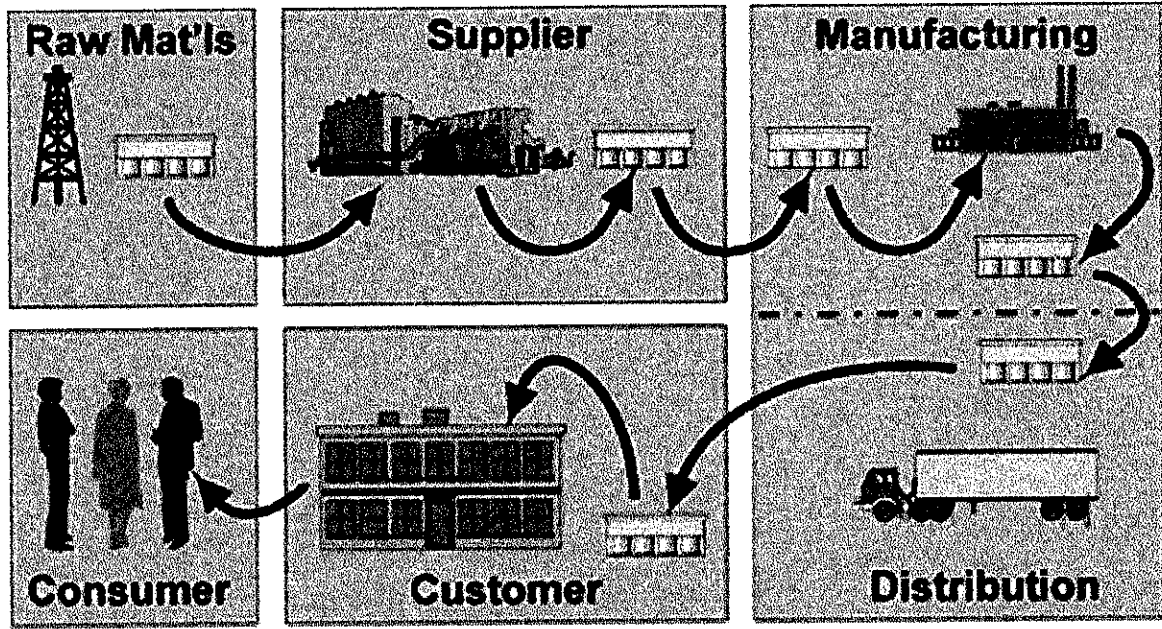 Raw Mat'ls
Supplier
Manufacturing
Consumer
Customer
Distribution